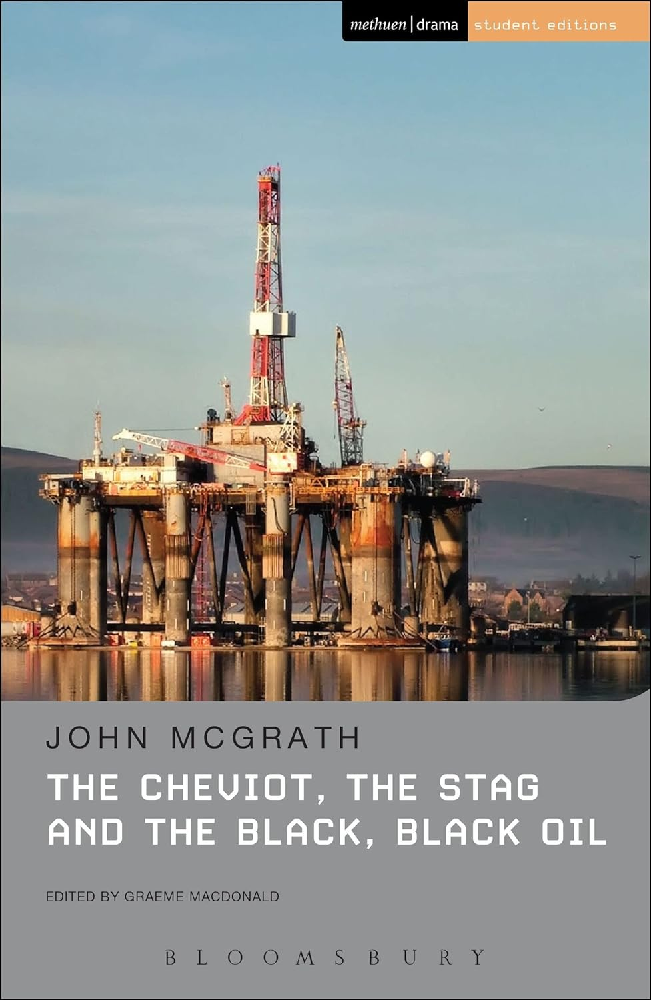 methuen|drama student editions
JOHN MCGRATH
THE CHEVIOT, THE STAG
AND THE BLACK, BLACK OIL
EDITED BY GRAEME MACDONALD
BLOOMSBURY